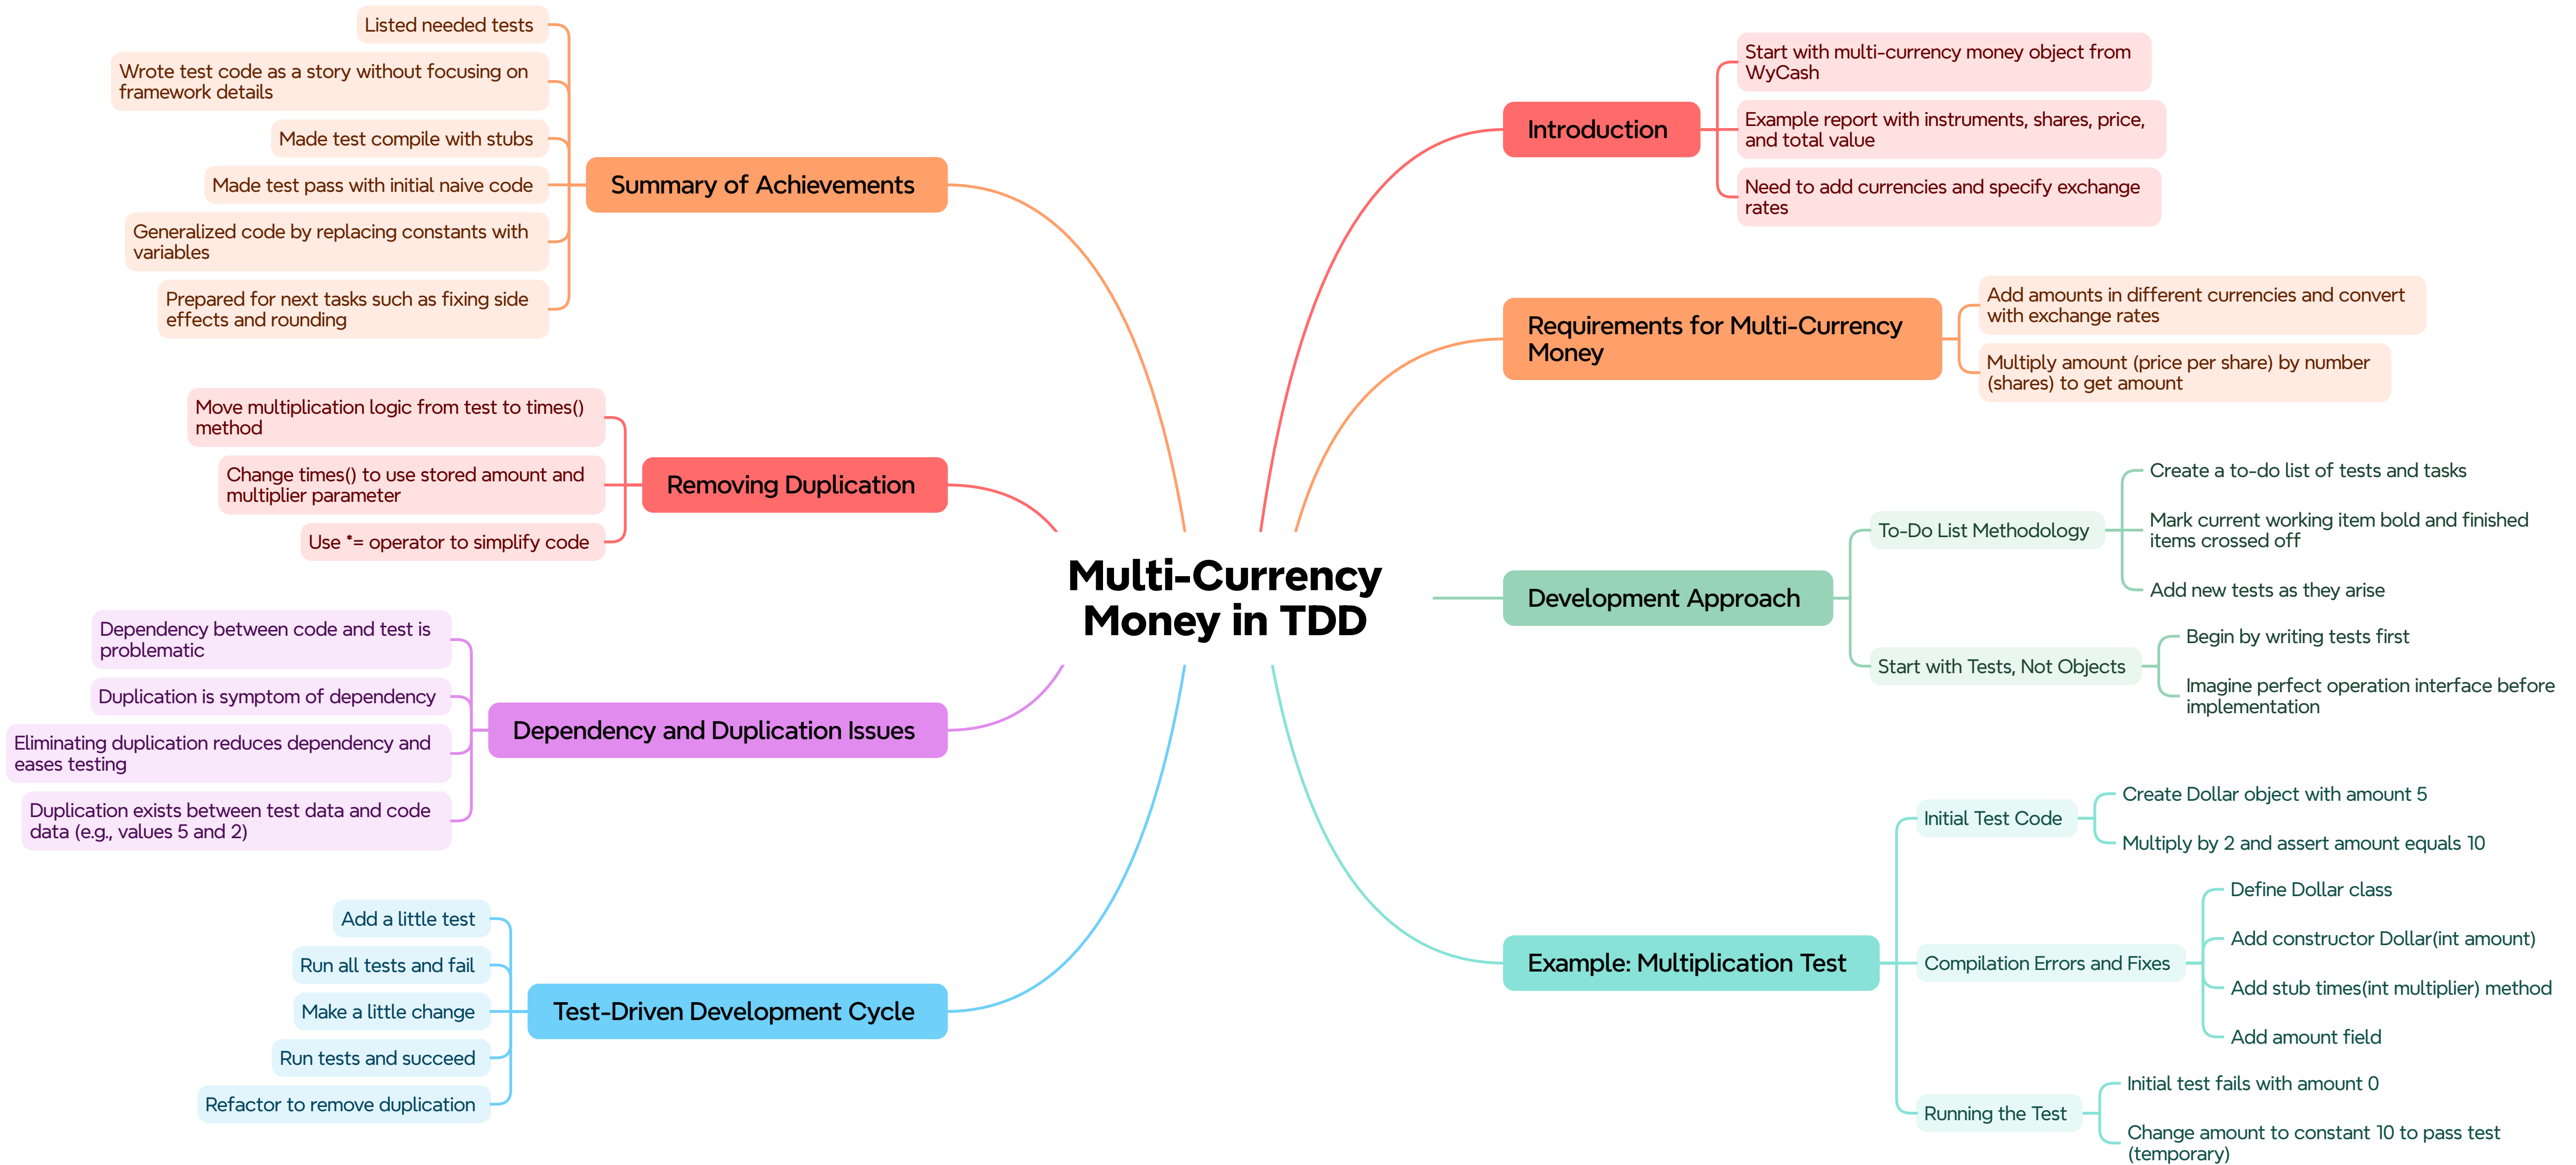 Multi-Currency
Money in TDD
Introduction
Start with multi-currency money object from
WyCash
Example report with instruments, shares, price,
and total value
Need to add currencies and specify exchange
rates
Requirements for Multi-Currency
Money
Add amounts in different currencies and convert
with exchange rates
Multiply amount (price per share) by number
(shares) to get amount
Development Approach
To-Do List Methodology
Create a to-do list of tests and tasks
Mark current working item bold and finished
items crossed off
Add new tests as they arise
Start with Tests, Not Objects
Begin by writing tests first
Imagine perfect operation interface before
implementation
Example: Multiplication Test
Initial Test Code
Create Dollar object with amount 5
Multiply by 2 and assert amount equals 10
Compilation Errors and Fixes
Define Dollar class
Add constructor Dollar(int amount)
Add stub times(int multiplier) method
Add amount field
Running the Test
Initial test fails with amount 0
Change amount to constant 10 to pass test
(temporary)
Test-Driven Development Cycle
Add a little test
Run all tests and fail
Make a little change
Run tests and succeed
Refactor to remove duplication
Dependency and Duplication Issues
Dependency between code and test is
problematic
Duplication is symptom of dependency
Eliminating duplication reduces dependency and
eases testing
Duplication exists between test data and code
data (e.g., values 5 and 2)
Removing Duplication
Move multiplication logic from test to times()
method
Change times() to use stored amount and
multiplier parameter
Use *= operator to simplify code
Summary of Achievements
Listed needed tests
Wrote test code as a story without focusing on
framework details
Made test compile with stubs
Made test pass with initial naive code
Generalized code by replacing constants with
variables
Prepared for next tasks such as fixing side
effects and rounding